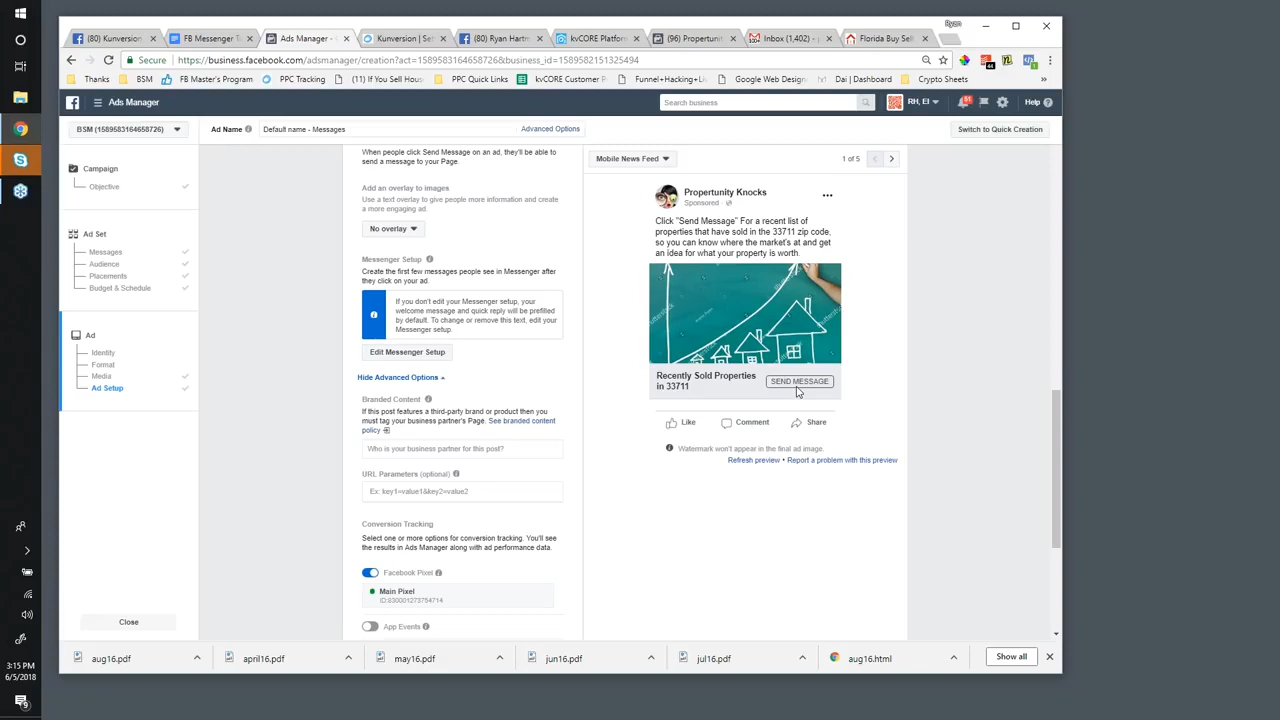 Ryan
(80) Kunversion
FB Messenger T
Ads Manager -
Kunversion | Set
(80) Ryan Hartm
kvCORE Platform
(96) Propertunit
Inbox (1,402) -
Florida Buy Sell
Secure
https://business.facebook.com/adsmanager/creation?act=1589583164658726&business_id=1589582151325494
Thanks
BSM
FB Master's Program
PPC Tracking
If You Sell Hous
PPC Quick Links
kvCORE Customer P
Funnel+Hacking+Li
Google Web Design
Dai | Dashboard
Crypto Sheets
»
Ads Manager
Search business
RH, EI
Help
BSM (1589583164658726)
Ad Name
Default name - Messages
Advanced Options
Switch to Quick Creation
Campaign
Objective
Ad Set
Messages
Audience
Placements
Budget & Schedule
Ad
Identity
Format
Media
Ad Setup
Close
When people click Send Message on an ad, they'll be able to
send a message to your Page.
Add an overlay to images
Use a text overlay to give people more information and create
a more engaging ad.
No overlay
Messenger Setup
Create the first few messages people see in Messenger after
they click on your ad.
If you don't edit your Messenger setup, your
welcome message and quick reply will be prefilled
by default. To change or remove this text, edit your
Messenger setup.
Edit Messenger Setup
Hide Advanced Options
Branded Content
If this post features a third-party brand or product then you
must tag your business partner's Page. See branded content
policy
Who is your business partner for this post?
URL Parameters (optional)
Ex: key1=value1&key2=value2
Conversion Tracking
Select one or more options for conversion tracking. You'll see
the results in Ads Manager along with ad performance data.
Facebook Pixel
Main Pixel
ID:830001273754714
App Events
Mobile News Feed
1 of 5
Propertunity Knocks
Sponsored
Click "Send Message" For a recent list of
properties that have sold in the 33711 zip code,
so you can know where the market's at and get
an idea for what your property is worth.
Recently Sold Properties
in 33711
SEND MESSAGE
Like
Comment
Share
Watermark won't appear in the final ad image.
Refresh preview • Report a problem with this preview
aug16.pdf
april16.pdf
may16.pdf
jun16.pdf
jul16.pdf
aug16.html
Show all
3:15 PM
6/5/2018